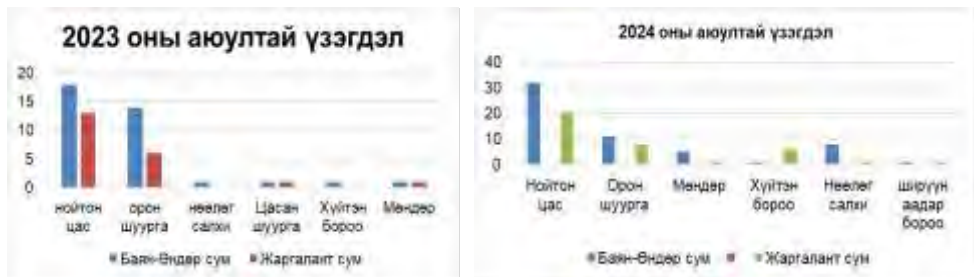 2023 оны аюултай үзэгдэл
20
15
10
5
0
нойтон цас
орон шуурга
нөөлөг салхи
Цасан шуурга
Хүйтэн бороо
Мөндөр
Баян-Өндөр сум
Жаргалант сум
2024 оны аюултай үзэгдэл
40
30
20
10
0
Нойтон цас
Орон шуурга
Мөндөр
Хүйтэн бороо
Нөөлөг салхи
ширүүн аадар бороо
Баян-Өндөр сум
Жаргалант сум